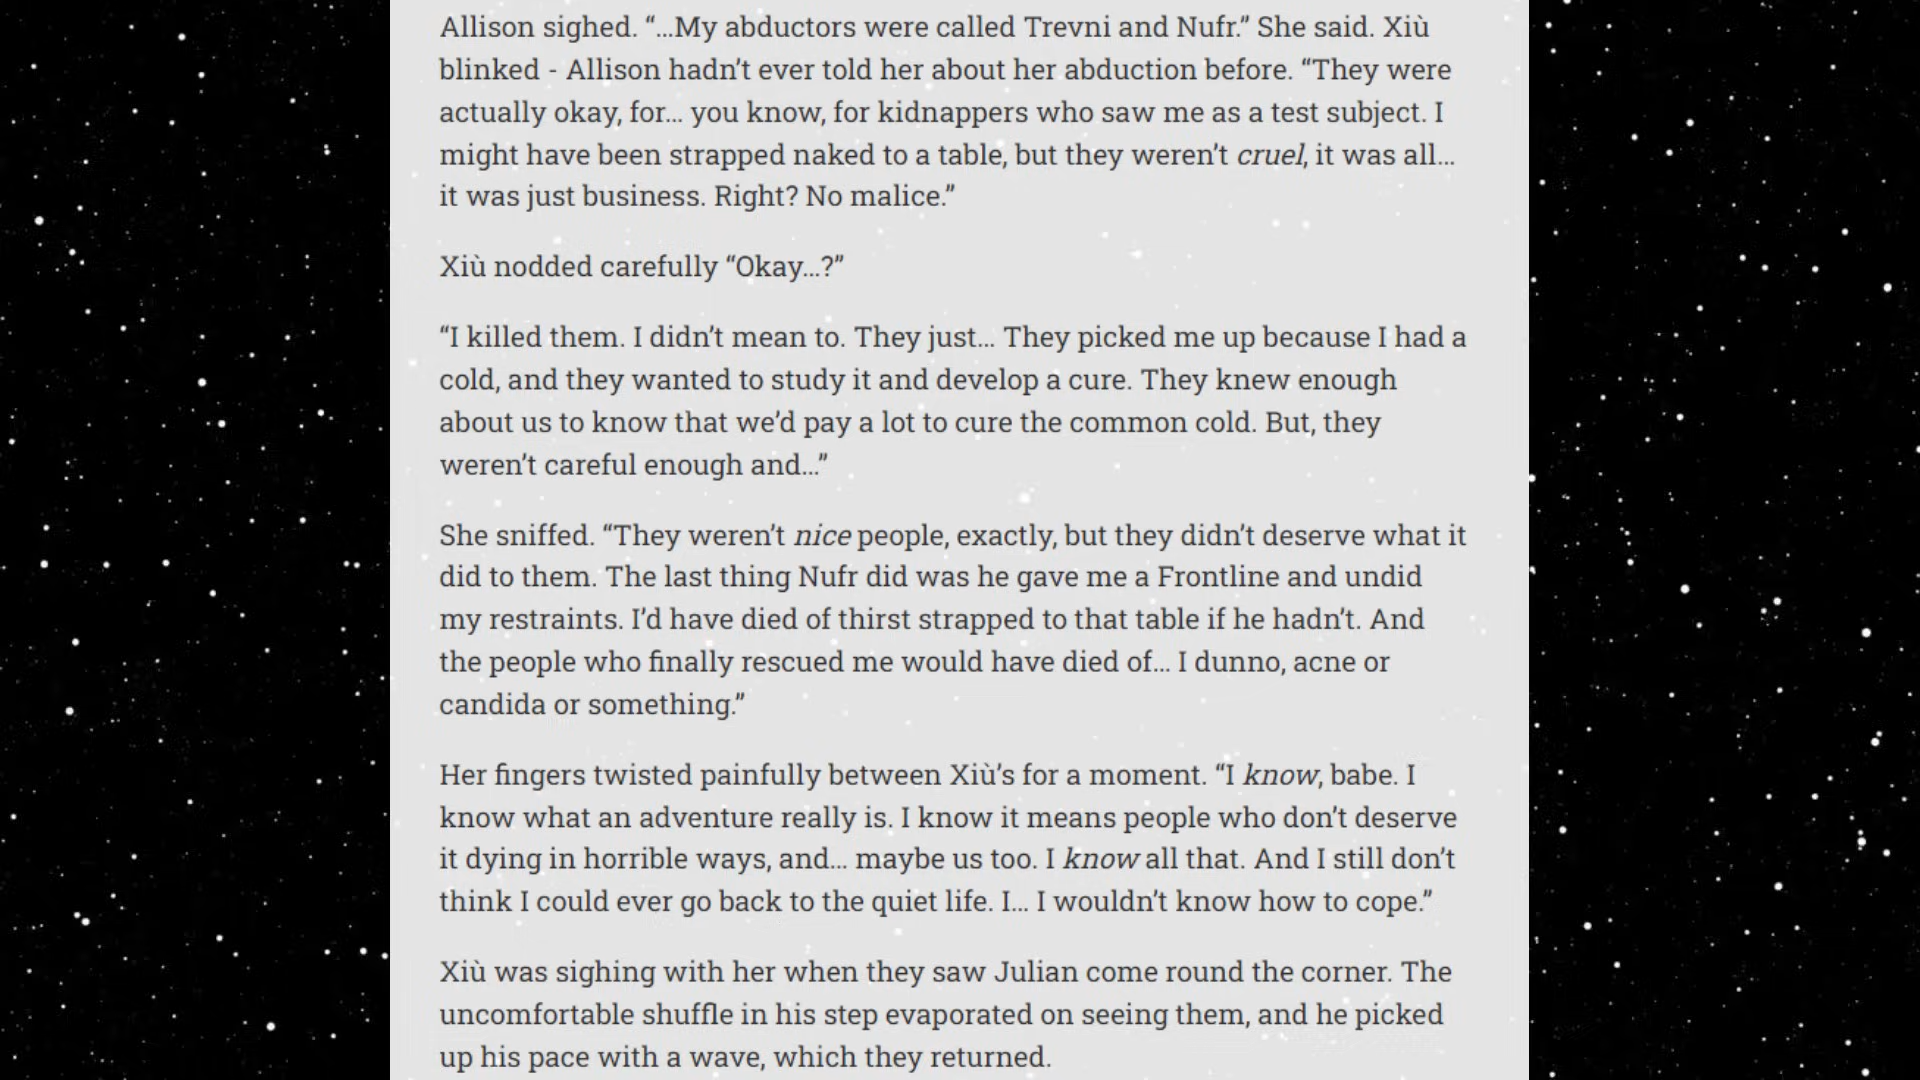 Allison sighed. “…My abductors were called Trevni and Nufr.” She said. Xiù
blinked - Allison hadn’t ever told her about her abduction before. “They were
actually okay, for… you know, for kidnappers who saw me as a test subject. I
might have been strapped naked to a table, but they weren’t cruel, it was all…
it was just business. Right? No malice.”
Xiù nodded carefully “Okay…?”
“I killed them. I didn’t mean to. They just… They picked me up because I had a
cold, and they wanted to study it and develop a cure. They knew enough
about us to know that we’d pay a lot to cure the common cold. But, they
weren’t careful enough and…”
She sniffed. “They weren’t nice people, exactly, but they didn’t deserve what it
did to them. The last thing Nufr did was he gave me a Frontline and undid
my restraints. I’d have died of thirst strapped to that table if he hadn’t. And
the people who finally rescued me would have died of… I dunno, acne or
candida or something.”
Her fingers twisted painfully between Xiù’s for a moment. “I know, babe. I
know what an adventure really is. I know it means people who don’t deserve
it dying in horrible ways, and… maybe us too. I know all that. And I still don’t
think I could ever go back to the quiet life. I… I wouldn’t know how to cope.”
Xiù was sighing with her when they saw Julian come round the corner. The
uncomfortable shuffle in his step evaporated on seeing them, and he picked
up his pace with a wave, which they returned.